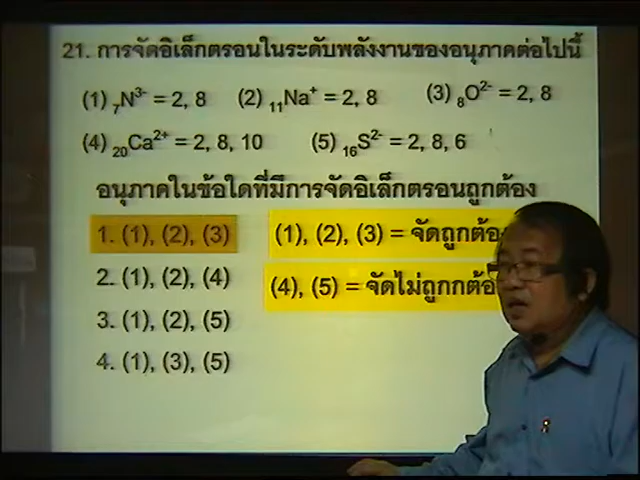 21. การจัดอิเล็กตรอนในระดับพลังงานของอนุภาคต่อไปนี้
(1) ₇N³⁻ = 2, 8 (2) ₁₁Na⁺ = 2, 8 (3) ₈O²⁻ = 2, 8
(4) ₂₀Ca²⁺ = 2, 8, 10 (5) ₁₆S²⁻ = 2, 8, 6
อนุภาคในข้อใดที่มีการจัดอิเล็กตรอนถูกต้อง
1. (1), (2), (3)
(1), (2), (3) = จัดถูกต้อ
2. (1), (2), (4)
(4), (5) = จัดไม่ถูกกต้อ
3. (1), (2), (5)
4. (1), (3), (5)